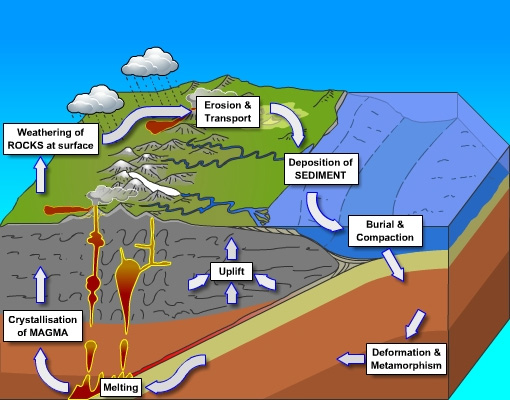 Erosion &
Transport
Weathering of
ROCKS at surface
Deposition of
SEDIMENT
Burial &
Compaction
Uplift
Crystallisation
of MAGMA
Deformation &
Metamorphism
Melting